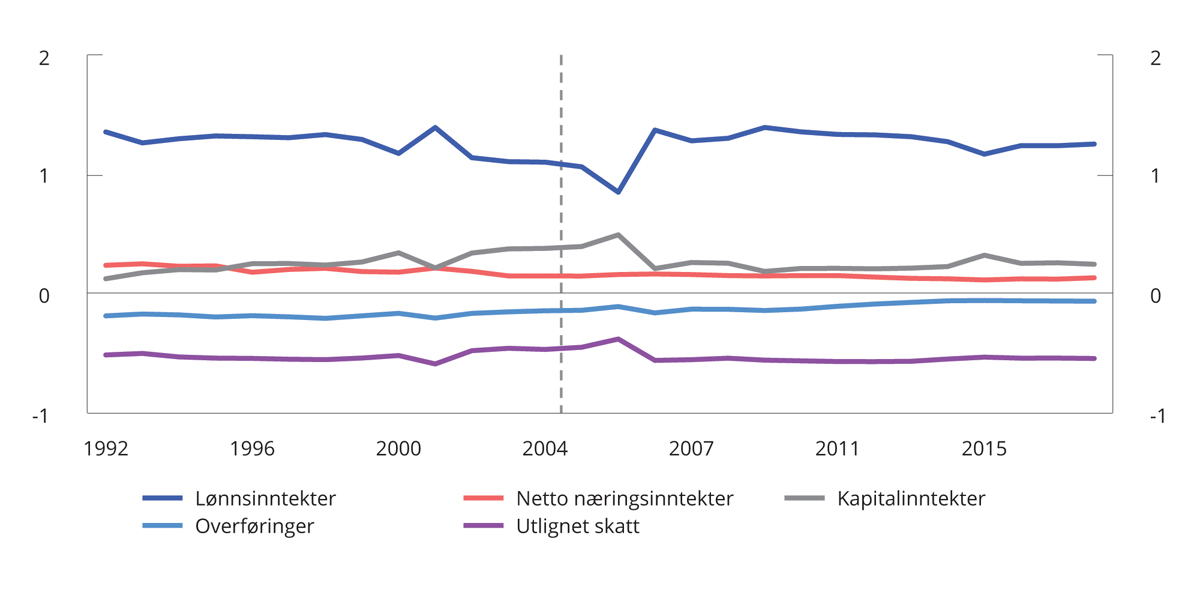 2 2
1 1
0 0
-1 -1
1992 1996 2000 2004 2007 2011 2015
Lønnsinntekter Netto næringsinntekter Kapitalinntekter
Overføringer Utlignet skatt